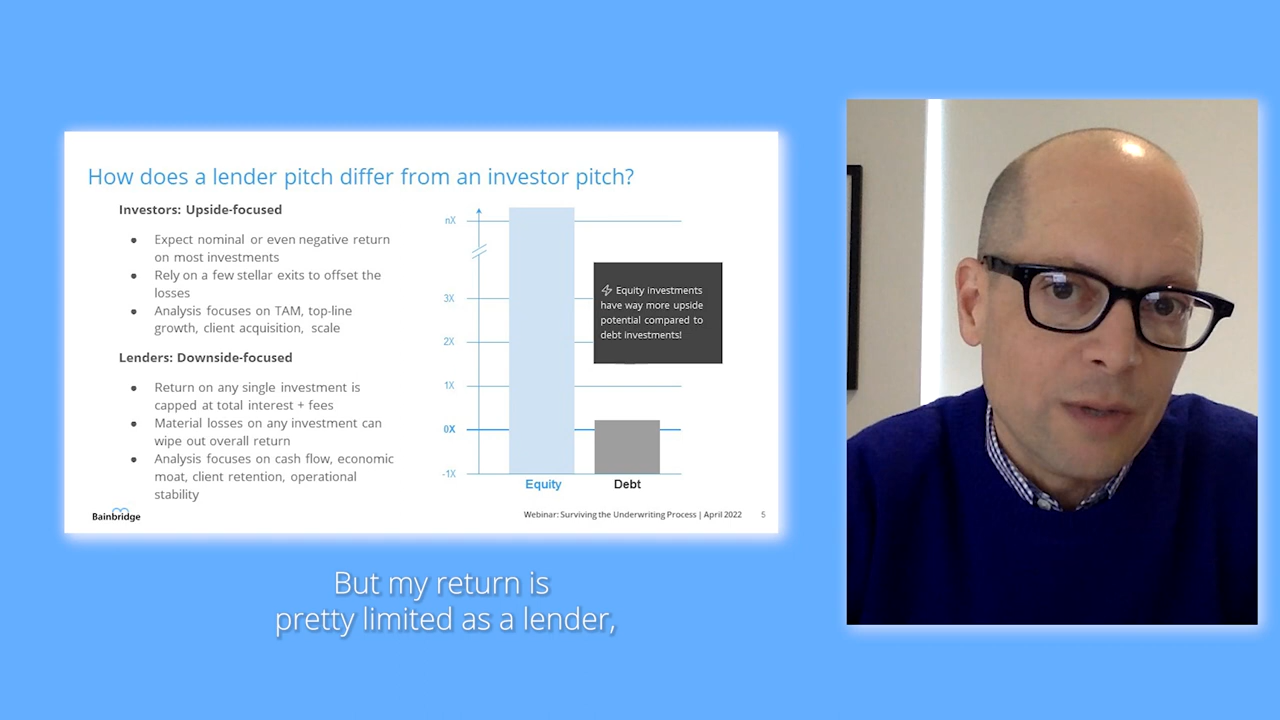 How does a lender pitch differ from an investor pitch?
Investors: Upside-focused
● Expect nominal or even negative return
on most investments
● Rely on a few stellar exits to offset the
losses
● Analysis focuses on TAM, top-line
growth, client acquisition, scale
Lenders: Downside-focused
● Return on any single investment is
capped at total interest + fees
● Material losses on any investment can
wipe out overall return
● Analysis focuses on cash flow, economic
moat, client retention, operational
stability
nX
3X
2X
1X
0X
-1X
Equity investments
have way more upside
potential compared to
debt investments!
Equity
Debt
Bainbridge
Webinar: Surviving the Underwriting Process | April 2022 5
But my return is
pretty limited as a lender,